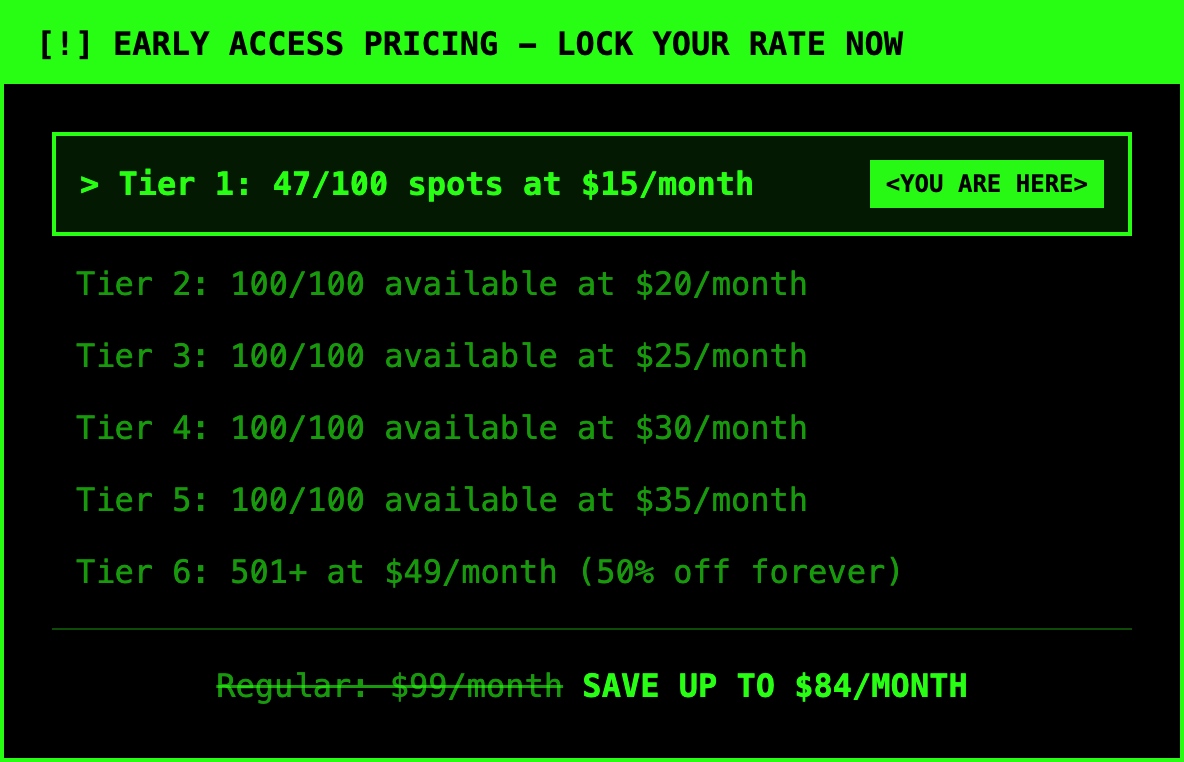 [!] EARLY ACCESS PRICING — LOCK YOUR RATE NOW
> Tier 1: 47/100 spots at $15/month <YOU ARE HERE>
Tier 2: 100/100 available at $20/month
Tier 3: 100/100 available at $25/month
Tier 4: 100/100 available at $30/month
Tier 5: 100/100 available at $35/month
Tier 6: 501+ at $49/month (50% off forever)
Regular: $99/month SAVE UP TO $84/MONTH